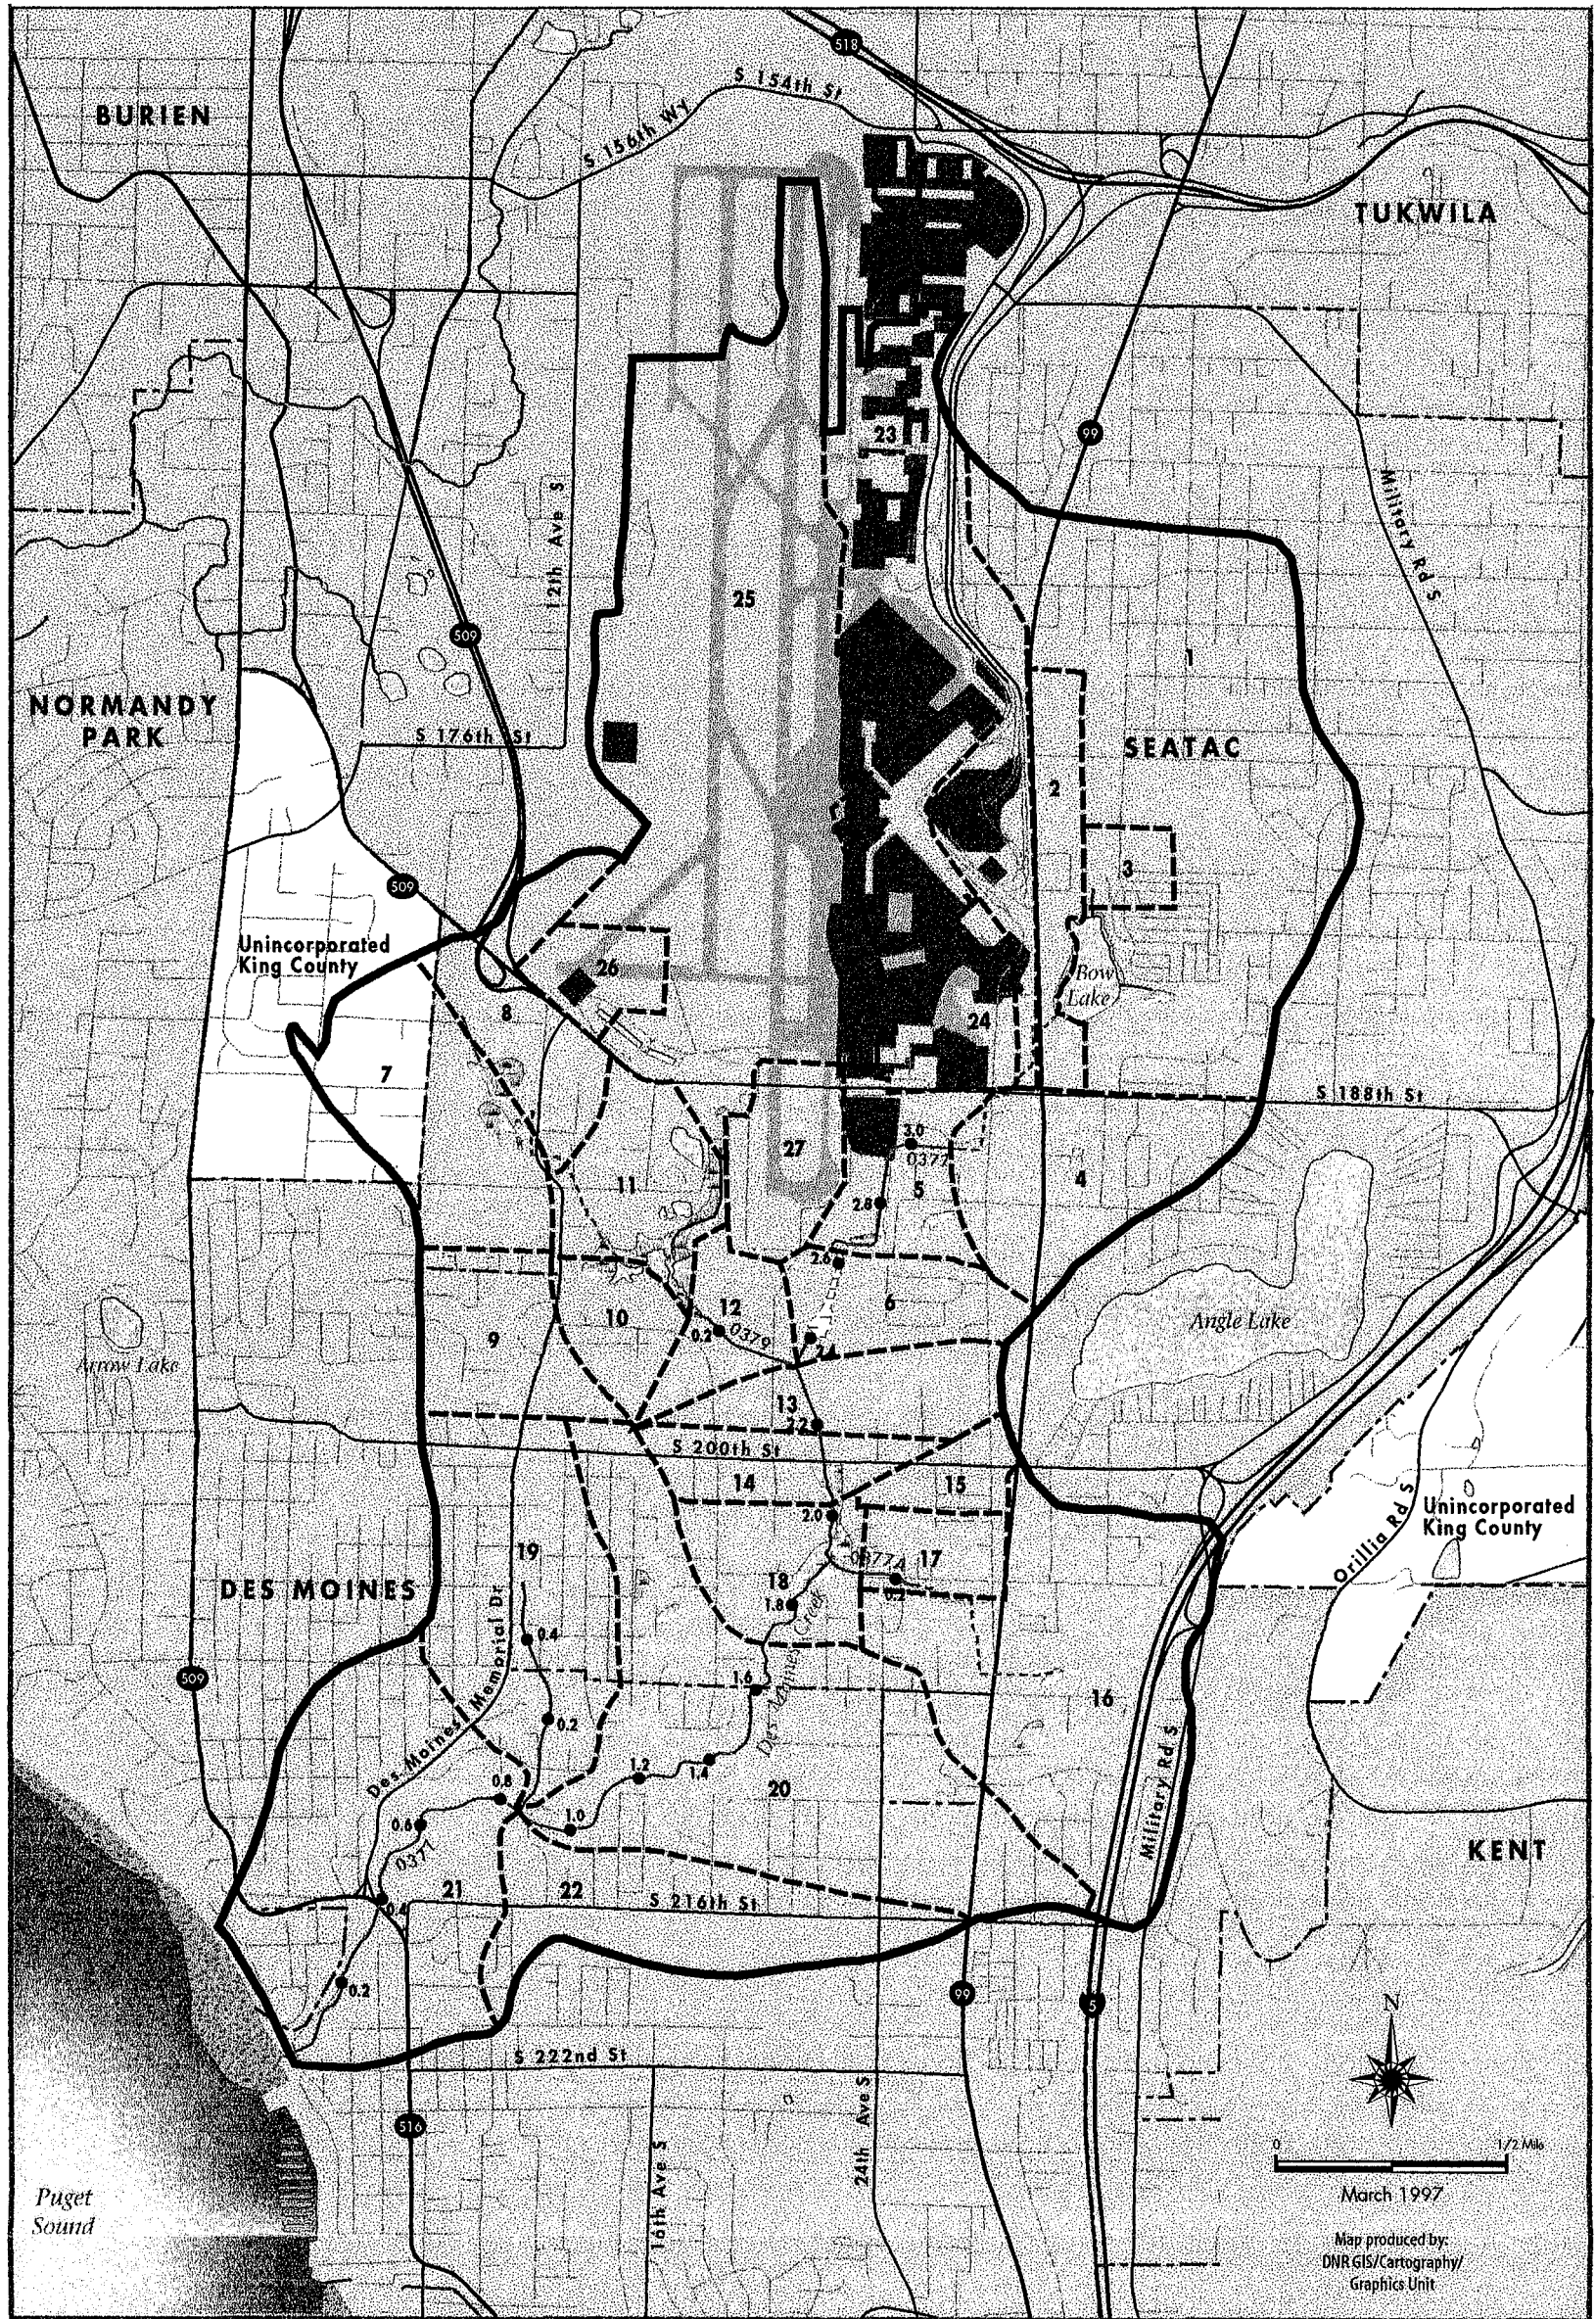 518
S 154th St
BURIEN
S 156th Wy
TUKWILA
99
23
Military Rd S
12th Ave S
25
509
1
NORMANDY
PARK
S 176th St
SEATAC
2
3
509
Unincorporated
King County
26
Bow
Lake
8
24
7
S 188th St
3.0
0377
27
5
4
11
2.8
2.6
6
12
10
0.2
0379
Angle Lake
9
2.4
Arrow Lake
13
2.2
S 200th St
14
15
Unincorporated
King County
Orillia Rd S
2.0
19
0377A
17
18
0.2
DES MOINES
1.8
Des Moines Creek
0.4
509
Des Moines Memorial Dr
1.6
16
0.2
Military Rd S
1.2
1.4
20
0.8
1.0
0.6
0377
KENT
21
22
S 216th St
0.4
0.2
99
5
N
S 222nd St
516
24th Ave S
16th Ave S
0
1/2 Mile
Puget
Sound
March 1997
Map produced by:
DNR GIS/Cartography/
Graphics Unit